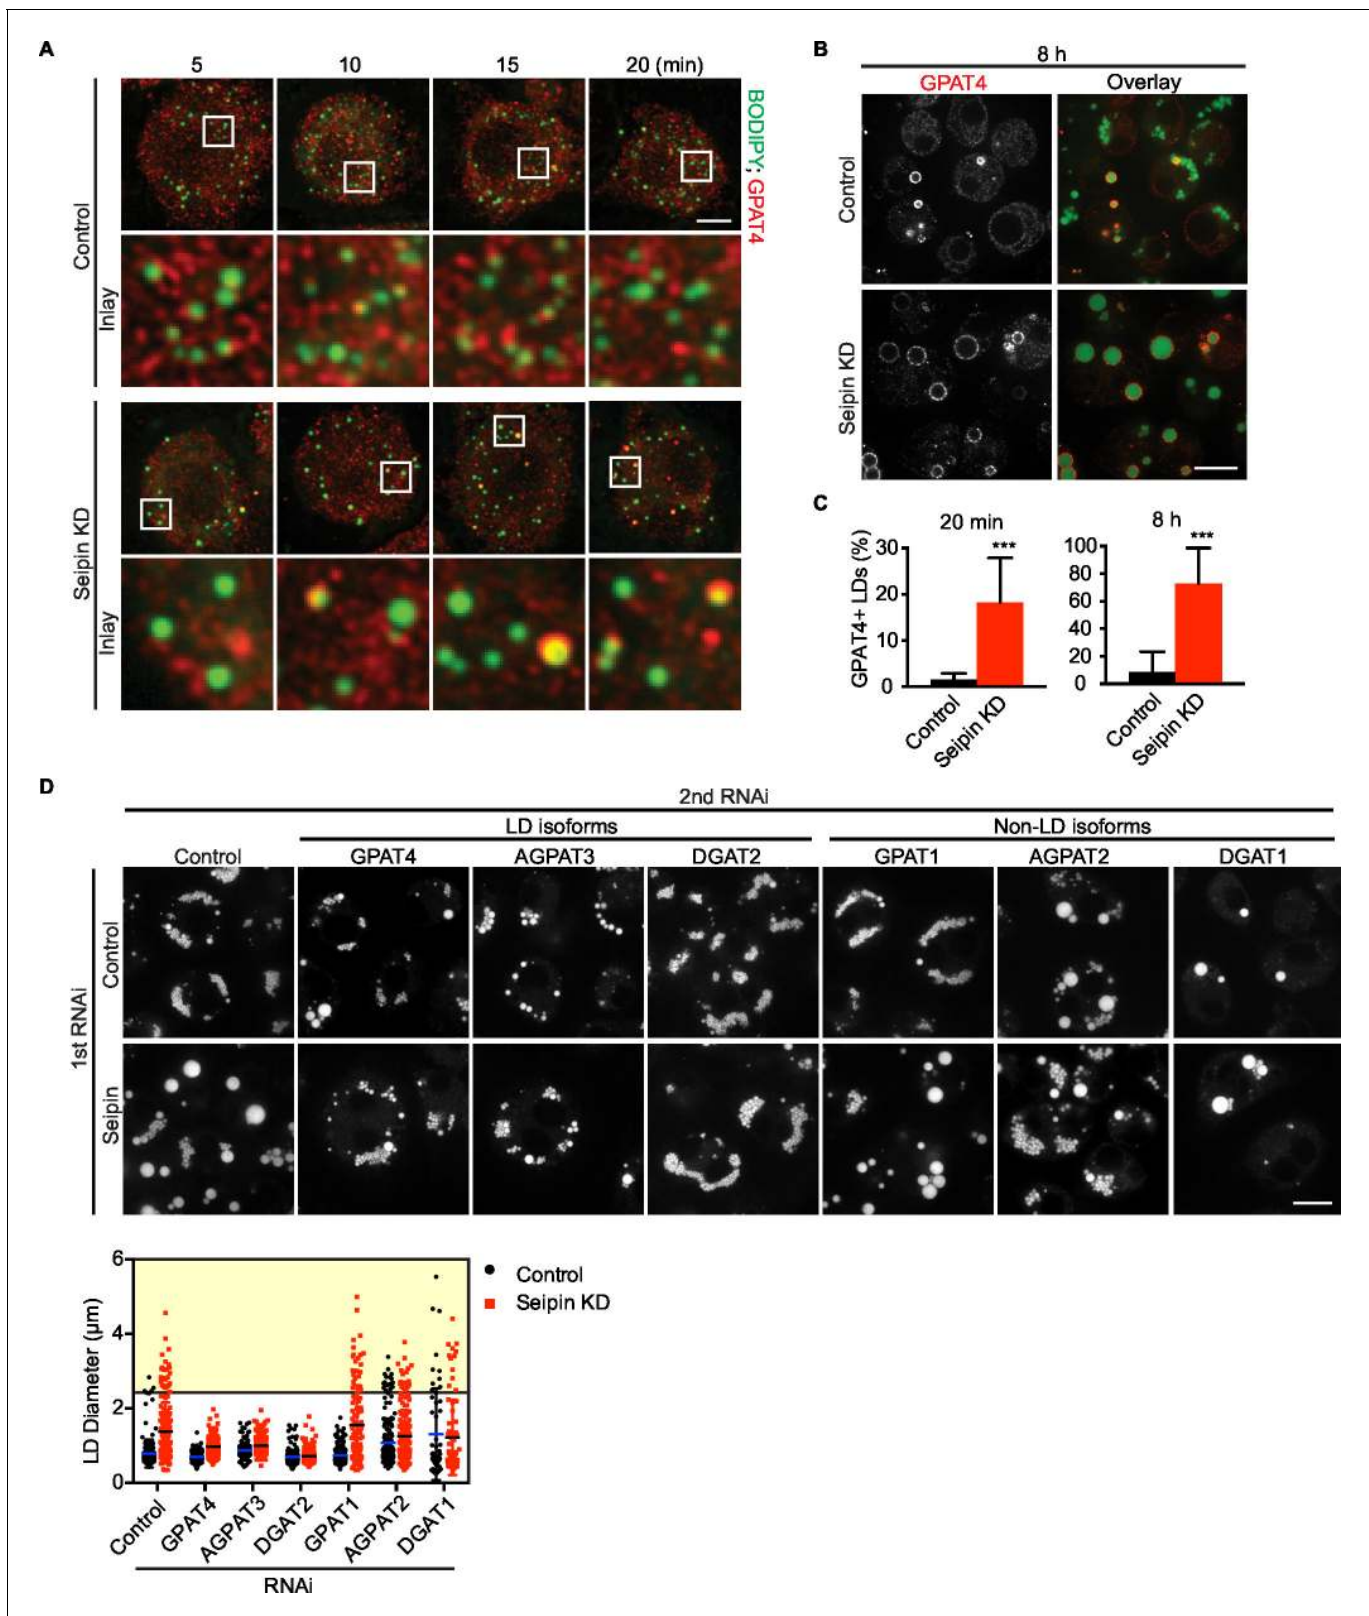 A
5 10 15 20 (min)
Control
Inlay
Seipin KD
Inlay
BODIPY; GPAT4
B
8 h
GPAT4 Overlay
Control
Seipin KD
C
20 min
***
GPAT4+ LDs (%)
30
20
10
0
Control
Seipin KD
8 h
***
100
80
60
40
20
0
Control
Seipin KD
D
2nd RNAi
LD isoforms Non-LD isoforms
Control GPAT4 AGPAT3 DGAT2 GPAT1 AGPAT2 DGAT1
1st RNAi
Control
Seipin
LD Diameter (μm)
6
4
2
0
Control
GPAT4
AGPAT3
DGAT2
GPAT1
AGPAT2
DGAT1
RNAi
Control
Seipin KD